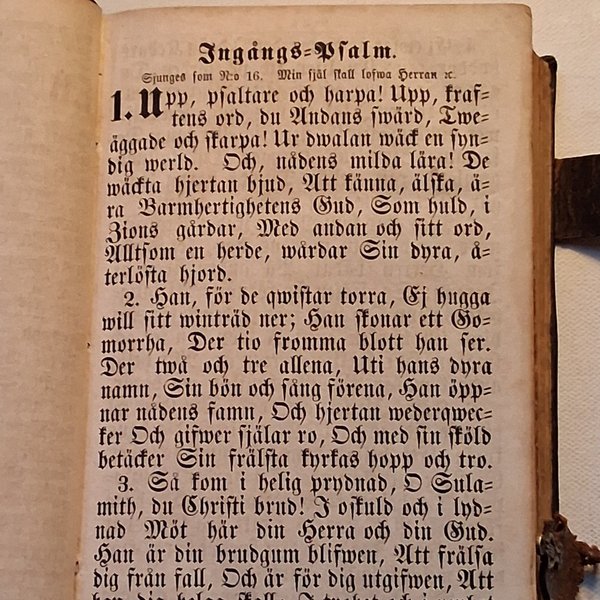 Ingångs-Psalm.
Sjunges som N:o 16. Min själ skall lofwa Herran ꝛc.
1. Upp, psaltare och harpa! Upp, kraf-
tens ord, du Andans swärd, Twe-
äggade och skarpa! Ur dwalan wäck en syn-
dig werld. Och, nådens milda lära! De
wäckta hjertan bjud, Att känna, älska, ä-
ra Barmhertighetens Gud, Som huld, i
Zions gårdar, Med andan och sitt ord,
Alltsom en herde, wårdar Sin dyra, å-
terlösta hjord.
2. Han, för de qwistar torra, Ej hugga
will sitt winträd ner; Han skonar ett Go-
morrha, Der tio fromma blott han ser.
Der twå och tre allena, Uti hans dyra
namn, Sin bön och sång förena, Han öpp-
nar nådens famn, Och hjertan wederqwec-
ker Och gifwer själar ro, Och med sin sköld
betäcker Sin frälsta kyrkas hopp och tro.
3. Så kom i helig prydnad, O Sula-
mith, du Christi brud! I oskuld och i lyd-
nad Möt här din Herra och din Gud.
Han är din brudgum blifwen, Att frälsa
dig från fall, Och är för dig utgifwen, Att